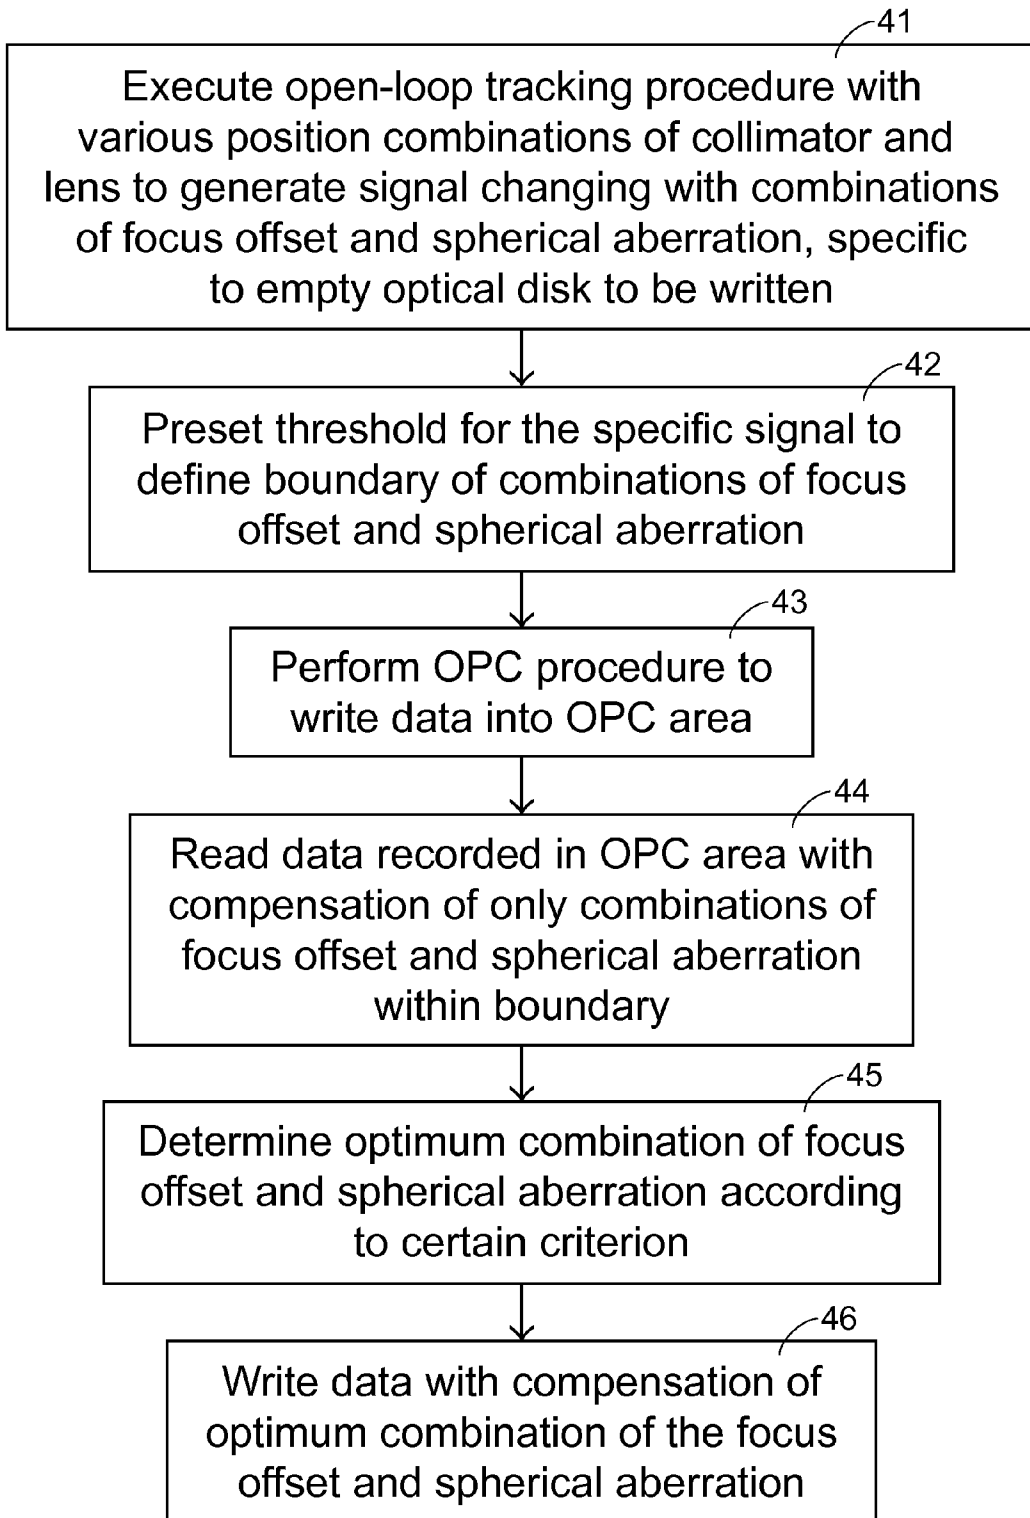 41
Execute open-loop tracking procedure with
various position combinations of collimator and
lens to generate signal changing with combinations
of focus offset and spherical aberration, specific
to empty optical disk to be written
42
Preset threshold for the specific signal to
define boundary of combinations of focus
offset and spherical aberration
43
Perform OPC procedure to
write data into OPC area
44
Read data recorded in OPC area with
compensation of only combinations of
focus offset and spherical aberration
within boundary
45
Determine optimum combination of focus
offset and spherical aberration according
to certain criterion
46
Write data with compensation of
optimum combination of the focus
offset and spherical aberration